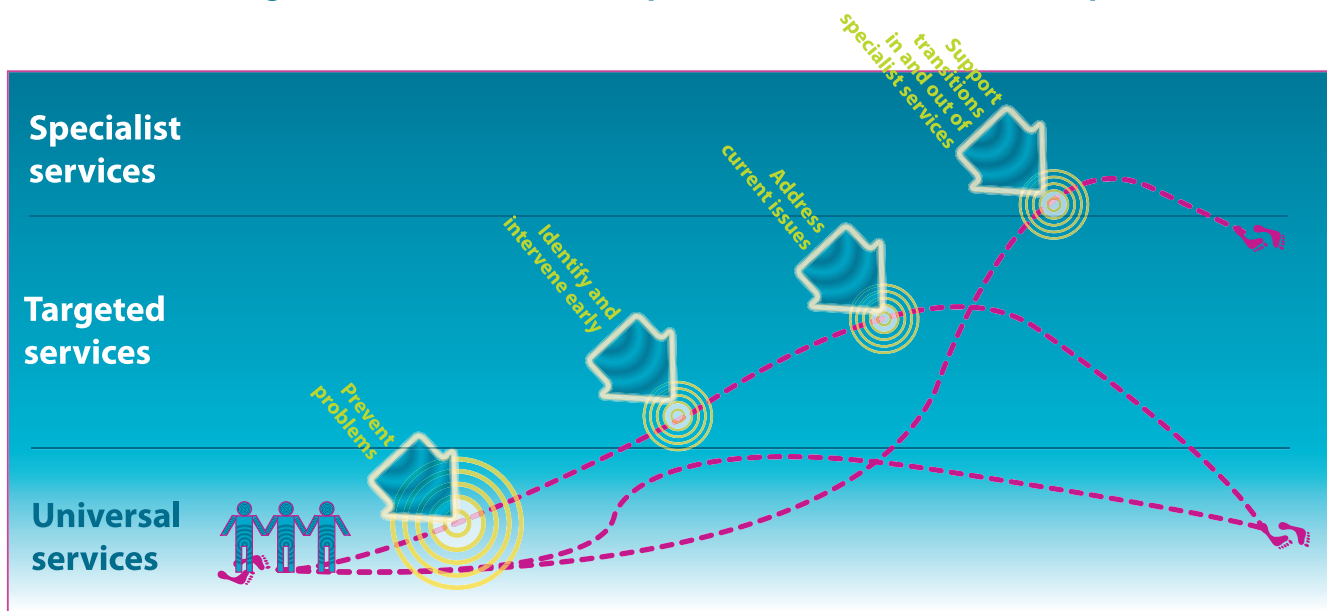 Specialist
services
Targeted
services
Universal
services
Prevent
problems
Identify and
intervene early
Address
current issues
Support
transitions
in and out of
specialist services